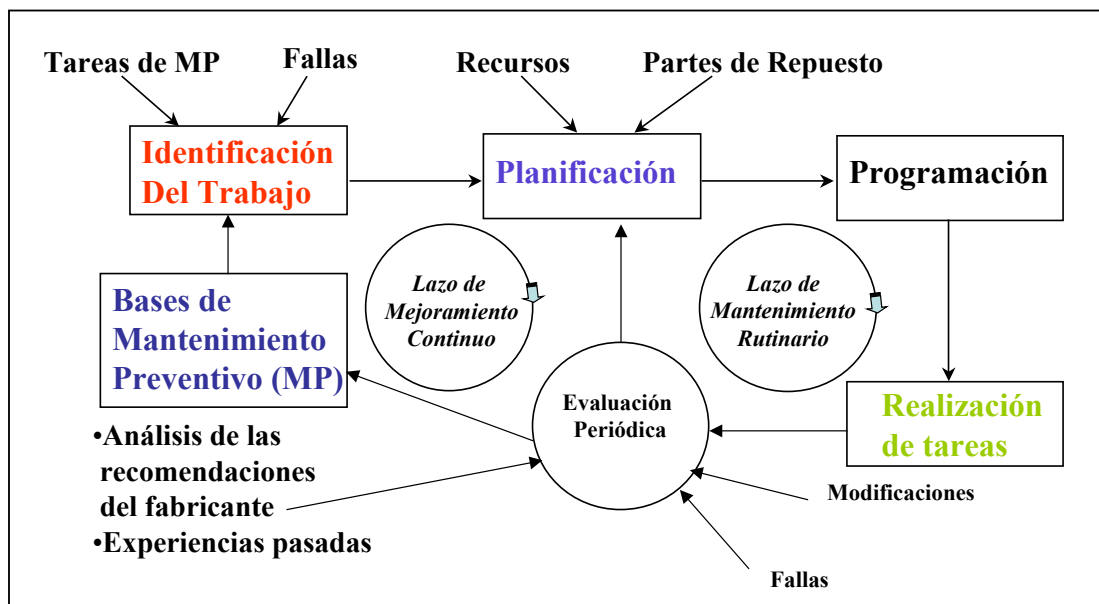 Tareas de MP
Fallas
Recursos
Partes de Repuesto
Identificación
Del Trabajo
Planificación
Programación
Lazo de
Mejoramiento
Continuo
Lazo de
Mantenimiento
Rutinario
Bases de
Mantenimiento
Preventivo (MP)
Evaluación
Periódica
Realización
de tareas
•Análisis de las
recomendaciones
del fabricante
•Experiencias pasadas
Modificaciones
Fallas